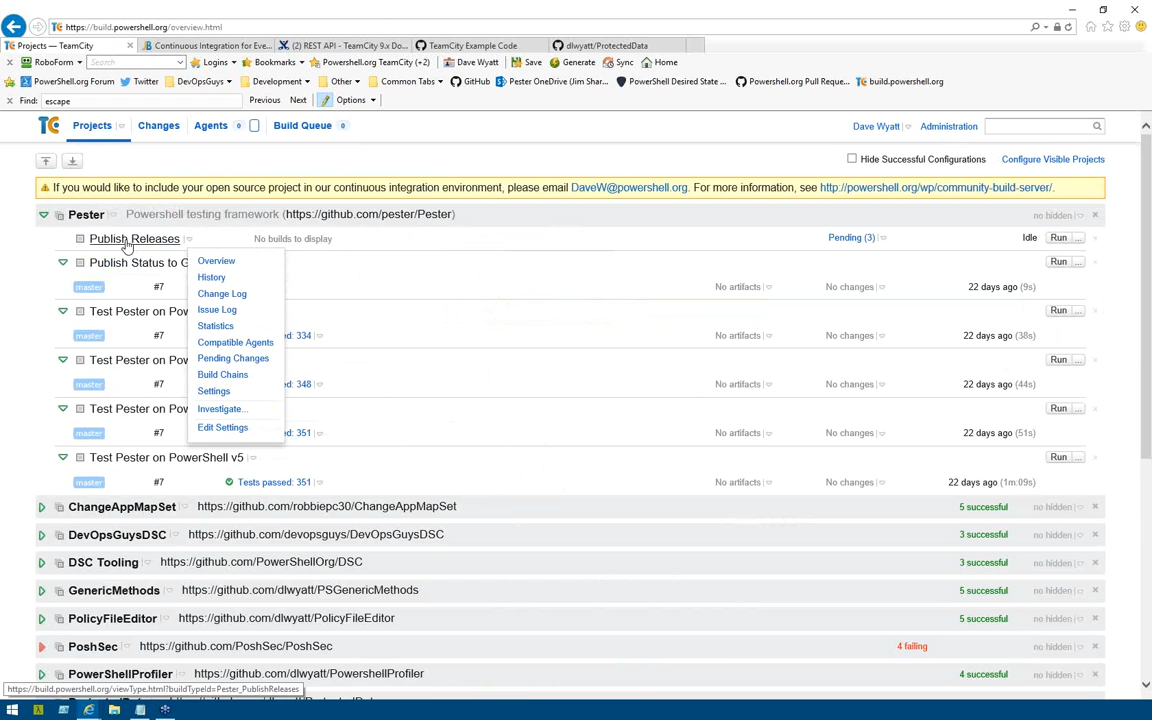 https://build.powershell.org/overview.html
Projects — TeamCity
Continuous Integration for Eve...
(2) REST API - TeamCity 9.x Do...
TeamCity Example Code
dlwyatt/ProtectedData
RoboForm
Search
Logins
Bookmarks
Powershell.org TeamCity (+2)
Dave Wyatt
Save
Generate
Sync
Home
PowerShell.org Forum
Twitter
DevOpsGuys
Development
Other
Common Tabs
GitHub
Pester OneDrive (Jim Shar...
PowerShell Desired State ...
Powershell.org Pull Reque...
build.powershell.org
Find: escape
Previous
Next
Options
TC
Projects
Changes
Agents 0
Build Queue 0
Dave Wyatt
Administration
Hide Successful Configurations
Configure Visible Projects
If you would like to include your open source project in our continuous integration environment, please email DaveW@powershell.org. For more information, see http://powershell.org/wp/community-build-server/.
Pester Powershell testing framework (https://github.com/pester/Pester) no hidden
Publish Releases No builds to display Pending (3) Idle Run ...
Publish Status to G Run ...
master #7 No artifacts No changes 22 days ago (9s)
Test Pester on Pow Run ...
master #7 ed: 334 No artifacts No changes 22 days ago (38s)
Test Pester on Pow Run ...
master #7 ed: 348 No artifacts No changes 22 days ago (44s)
Test Pester on Pow Run ...
master #7 ed: 351 No artifacts No changes 22 days ago (51s)
Test Pester on PowerShell v5 Run ...
master #7 Tests passed: 351 No artifacts No changes 22 days ago (1m:09s)
Overview
History
Change Log
Issue Log
Statistics
Compatible Agents
Pending Changes
Build Chains
Settings
Investigate...
Edit Settings
ChangeAppMapSet https://github.com/robbiepc30/ChangeAppMapSet 5 successful no hidden
DevOpsGuysDSC https://github.com/devopsguys/DevOpsGuysDSC 3 successful no hidden
DSC Tooling https://github.com/PowerShellOrg/DSC 3 successful no hidden
GenericMethods https://github.com/dlwyatt/PSGenericMethods 5 successful no hidden
PolicyFileEditor https://github.com/dlwyatt/PolicyFileEditor 5 successful no hidden
PoshSec https://github.com/PoshSec/PoshSec 4 failing no hidden
PowerShellProfiler https://github.com/dlwyatt/PowershellProfiler 4 successful no hidden
https://build.powershell.org/viewType.html?buildTypeId=Pester_PublishReleases